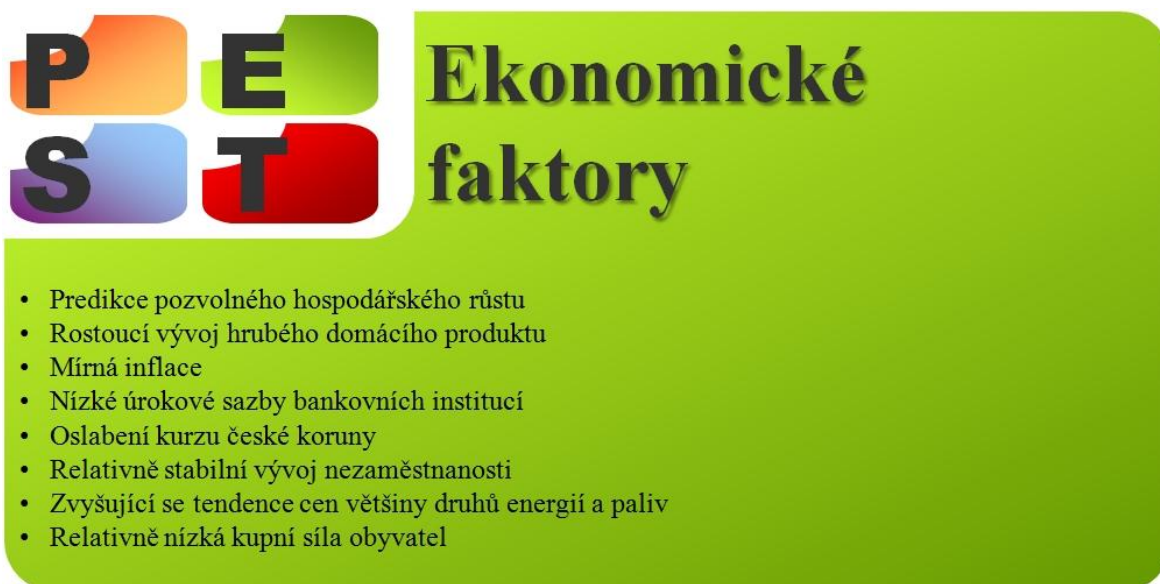 P E
S T
Ekonomické
faktory
• Predikce pozvolného hospodářského růstu
• Rostoucí vývoj hrubého domácího produktu
• Mírná inflace
• Nízké úrokové sazby bankovních institucí
• Oslabení kurzu české koruny
• Relativně stabilní vývoj nezaměstnanosti
• Zvyšující se tendence cen většiny druhů energií a paliv
• Relativně nízká kupní síla obyvatel